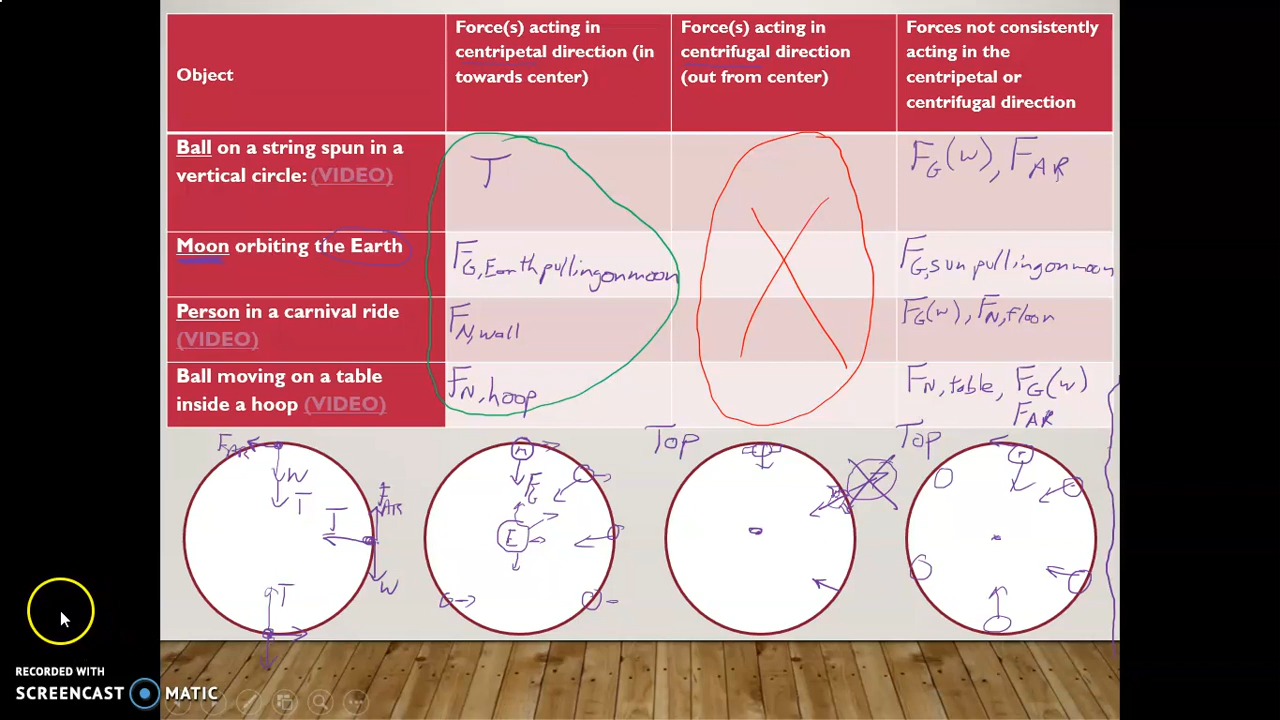 Object
Force(s) acting in
centripetal direction (in
towards center)
Force(s) acting in
centrifugal direction
(out from center)
Forces not consistently
acting in the
centripetal or
centrifugal direction
Ball on a string spun in a
vertical circle: (VIDEO)
T
FG(w), FAR
Moon orbiting the Earth
FG, Earth pulling on moon
FG, sun pulling on moon
Person in a carnival ride
(VIDEO)
FN, wall
FG(w), FN, floor
Ball moving on a table
inside a hoop (VIDEO)
FN, hoop
FN, table, FG(w)
FAR
FAR
W
T
T
FAR
W
T
m
FG
E
Top
Top
RECORDED WITH
SCREENCAST MATIC